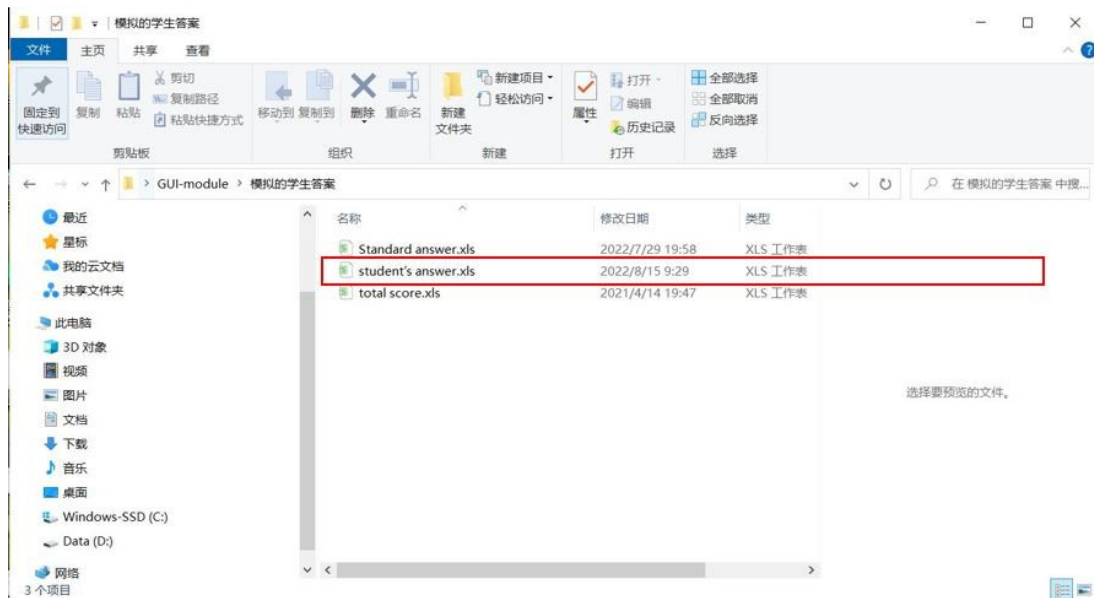 模拟的学生答案
文件 主页 共享 查看
固定到快速访问 复制 粘贴 剪切 复制路径 粘贴快捷方式 移动到 复制到 删除 重命名 新建文件夹 新建项目 轻松访问 属性 打开 编辑 历史记录 全部选择 全部取消 反向选择
剪贴板 组织 新建 打开 选择
GUI-module 模拟的学生答案 在 模拟的学生答案 中搜...
最近
星标
我的云文档
共享文件夹
此电脑
3D 对象
视频
图片
文档
下载
音乐
桌面
Windows-SSD (C:)
Data (D:)
网络
名称 修改日期 类型
Standard answer.xls 2022/7/29 19:58 XLS 工作表
student's answer.xls 2022/8/15 9:29 XLS 工作表
total score.xls 2021/4/14 19:47 XLS 工作表
选择要预览的文件。
3 个项目